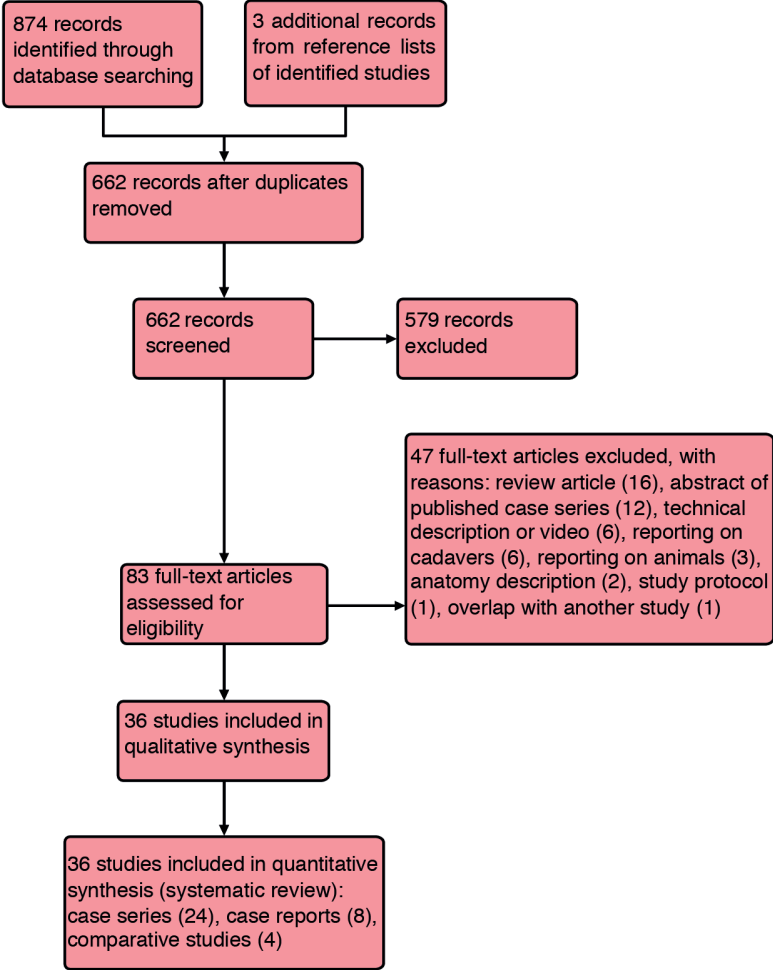 874 records
identified through
database searching
3 additional records
from reference lists
of identified studies
662 records after duplicates
removed
662 records
screened
579 records
excluded
47 full-text articles excluded, with
reasons: review article (16), abstract of
published case series (12), technical
description or video (6), reporting on
cadavers (6), reporting on animals (3),
anatomy description (2), study protocol
(1), overlap with another study (1)
83 full-text articles
assessed for
eligibility
36 studies included in
qualitative synthesis
36 studies included in quantitative
synthesis (systematic review):
case series (24), case reports (8),
comparative studies (4)